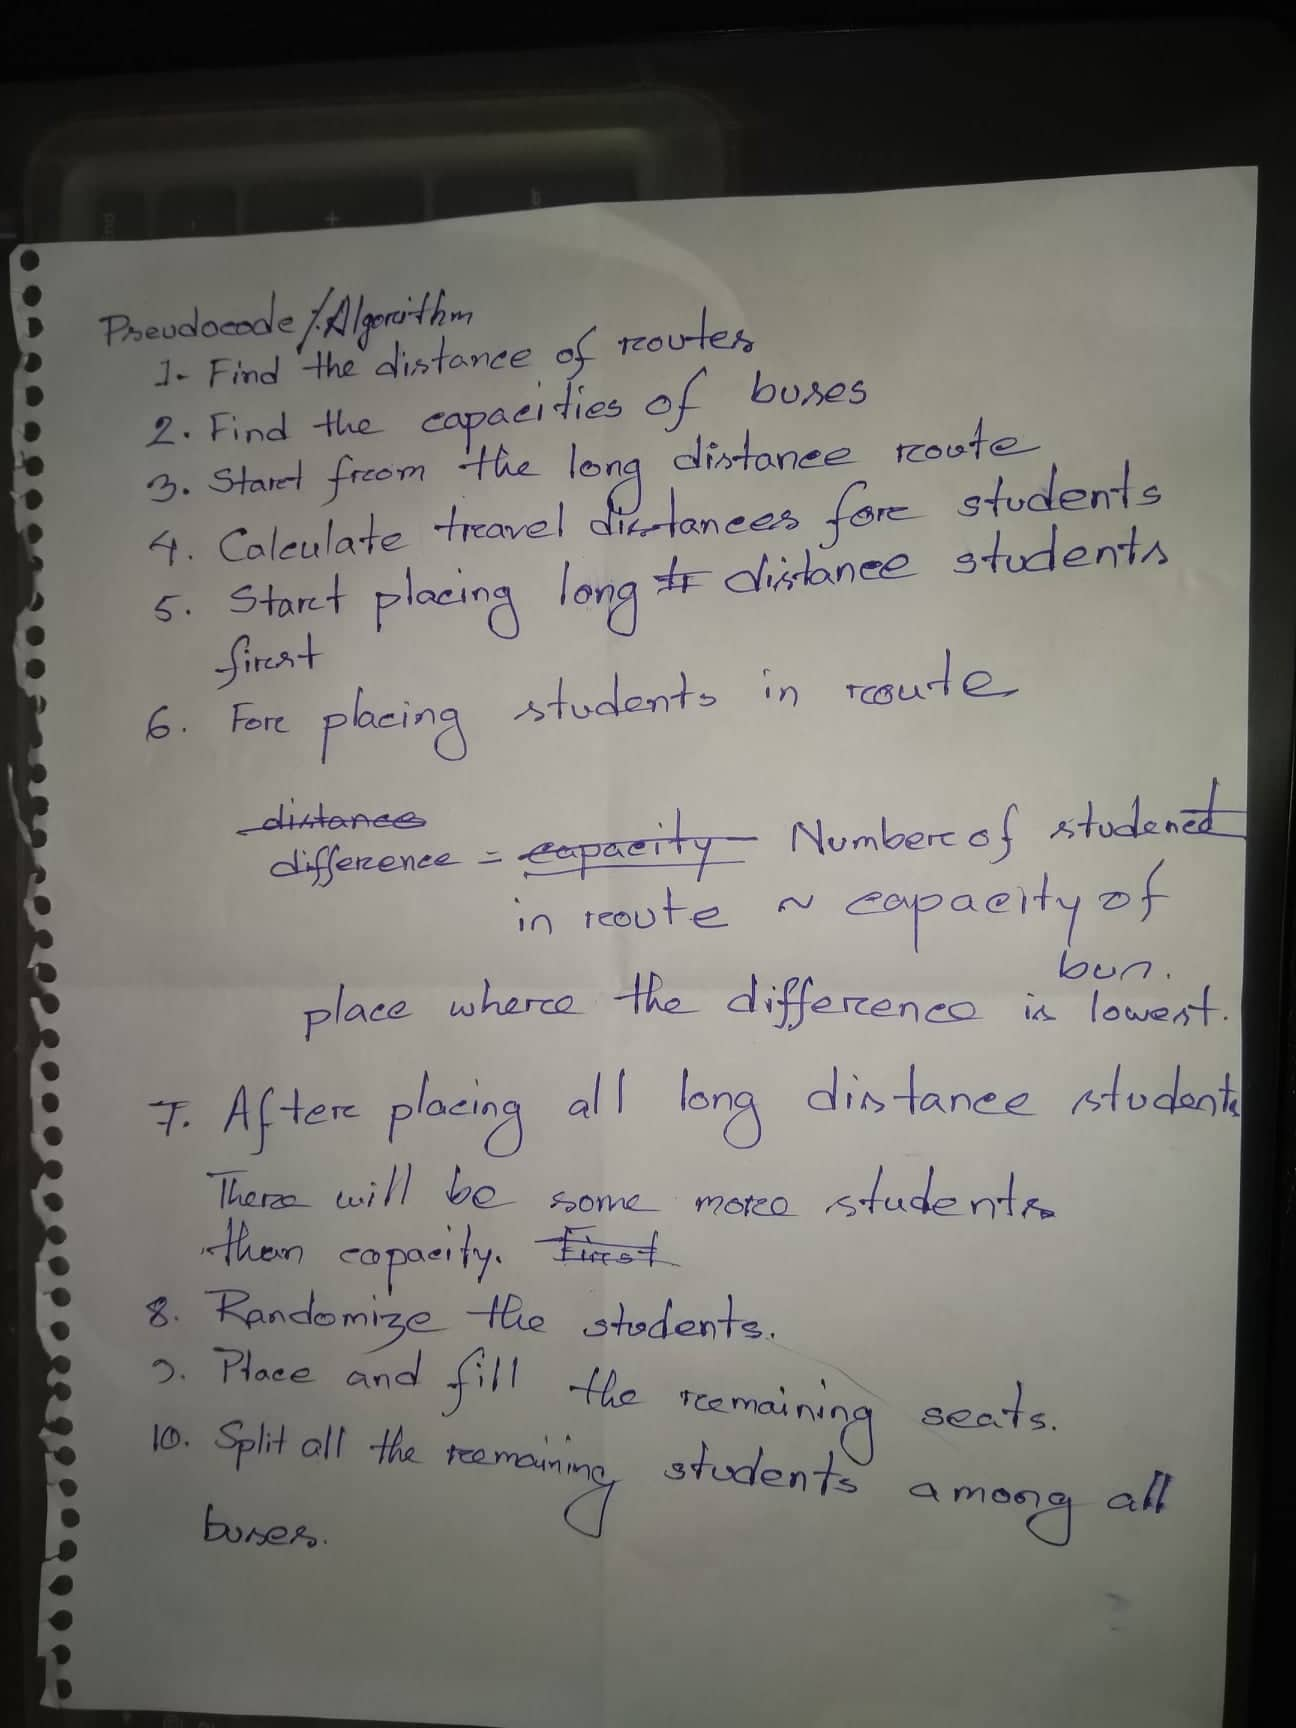 Pseudocode / Algorithm
1. Find the distance of routes
2. Find the capacities of buses
3. Start from the long distance route
4. Calculate travel distances for students
5. Start placing long distance students
first
6. For placing students in route
distance
difference = capacity Number of student
in route ~ capacity of
bus.
place where the difference is lowest.
7. After placing all long distance students
There will be some more students
than capacity. First
8. Randomize the students.
9. Place and fill the remaining seats.
10. Split all the remaining students among all
buses.